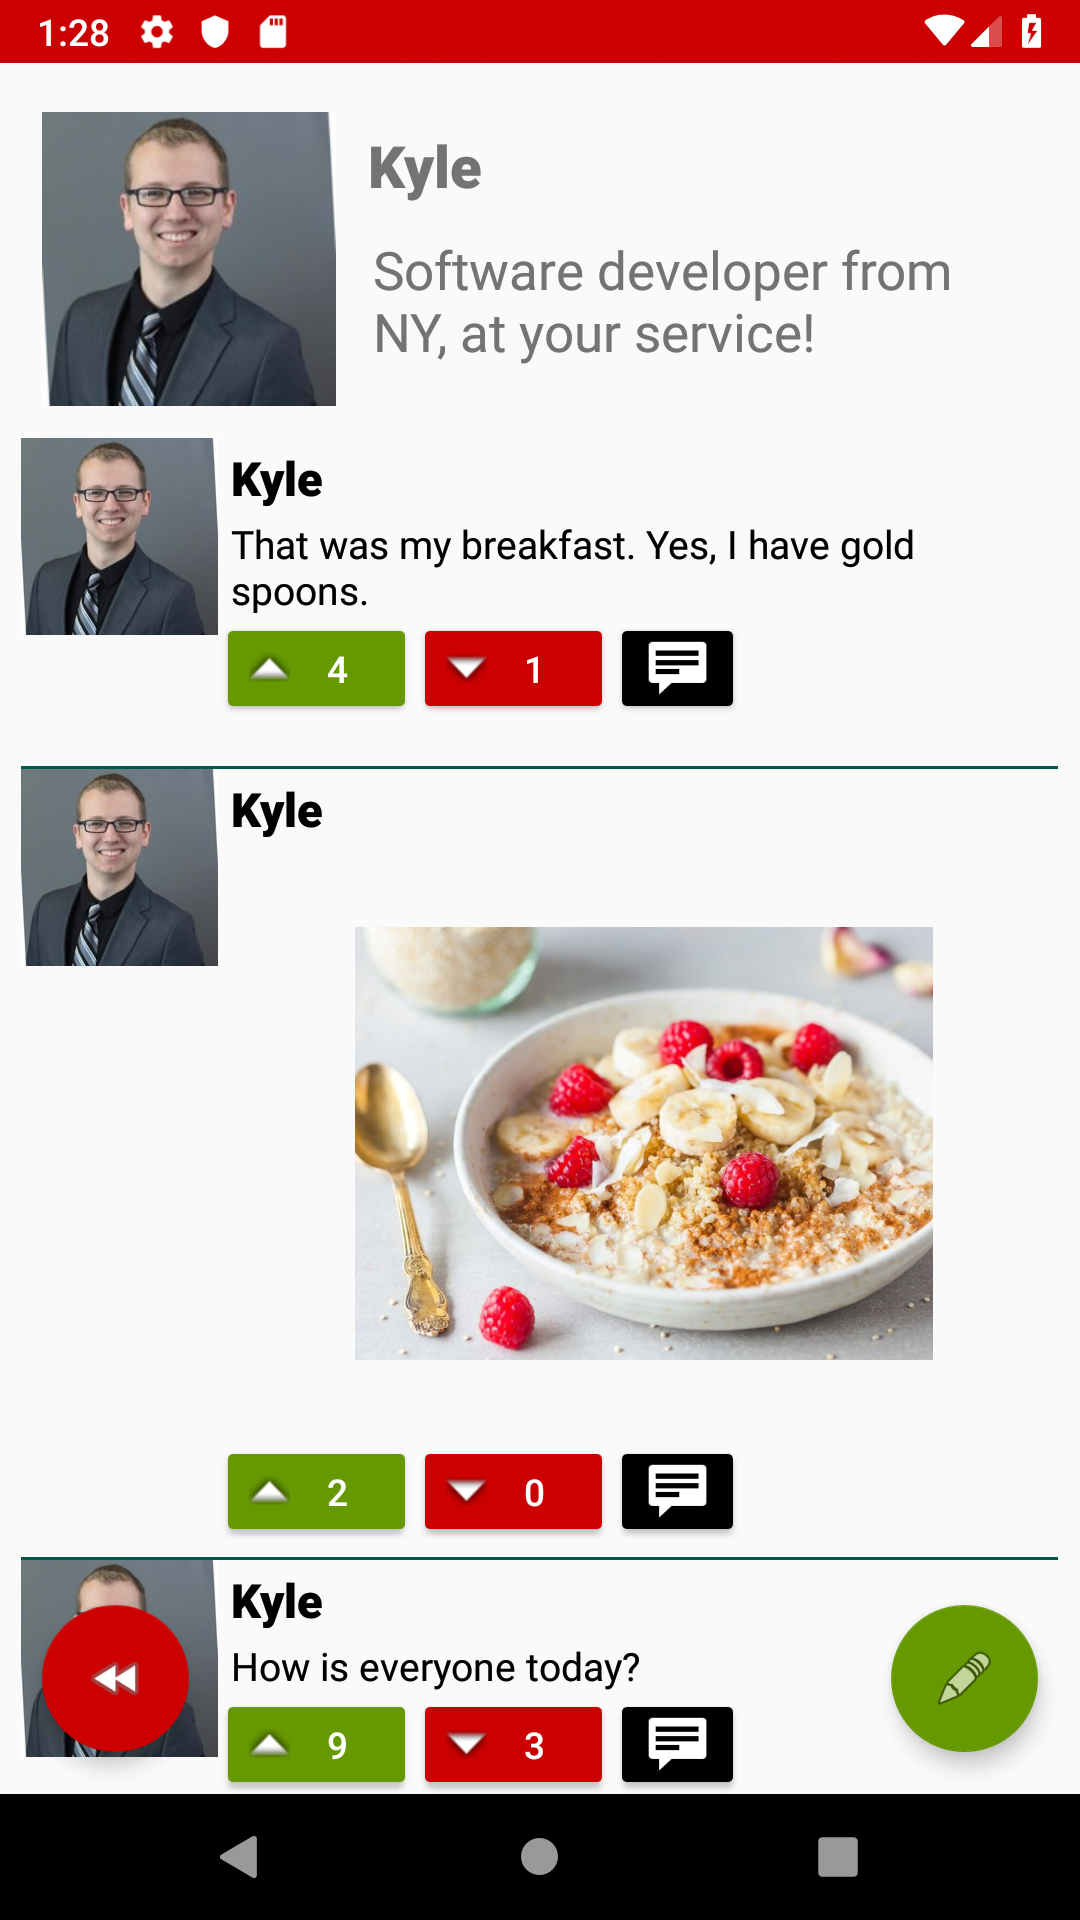 1:28
Kyle
Software developer from
NY, at your service!
Kyle
That was my breakfast. Yes, I have gold
spoons.
4 1
Kyle
2 0
Kyle
How is everyone today?
9 3